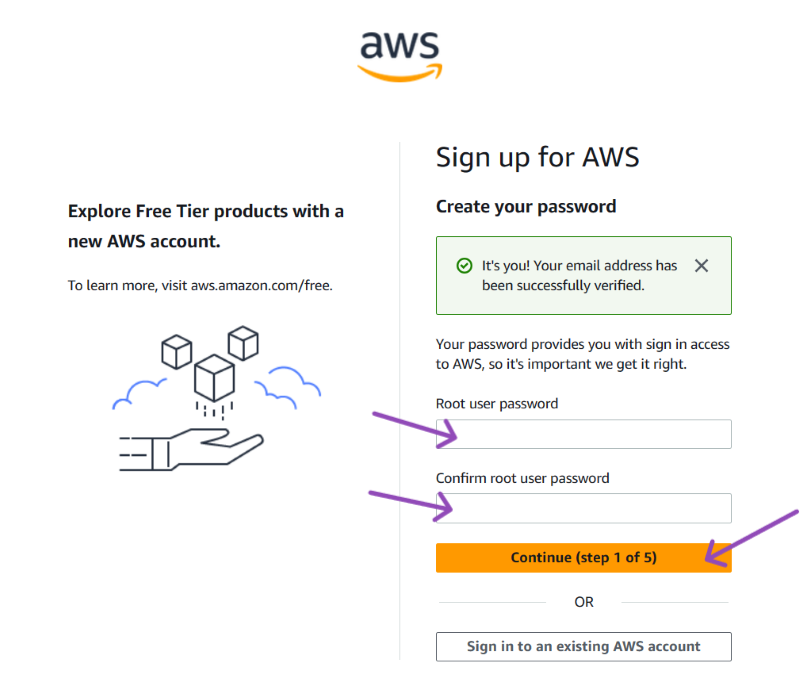 aws
Explore Free Tier products with a
new AWS account.
To learn more, visit aws.amazon.com/free.
Sign up for AWS
Create your password
It's you! Your email address has
been successfully verified.
Your password provides you with sign in access
to AWS, so it's important we get it right.
Root user password
Confirm root user password
Continue (step 1 of 5)
OR
Sign in to an existing AWS account